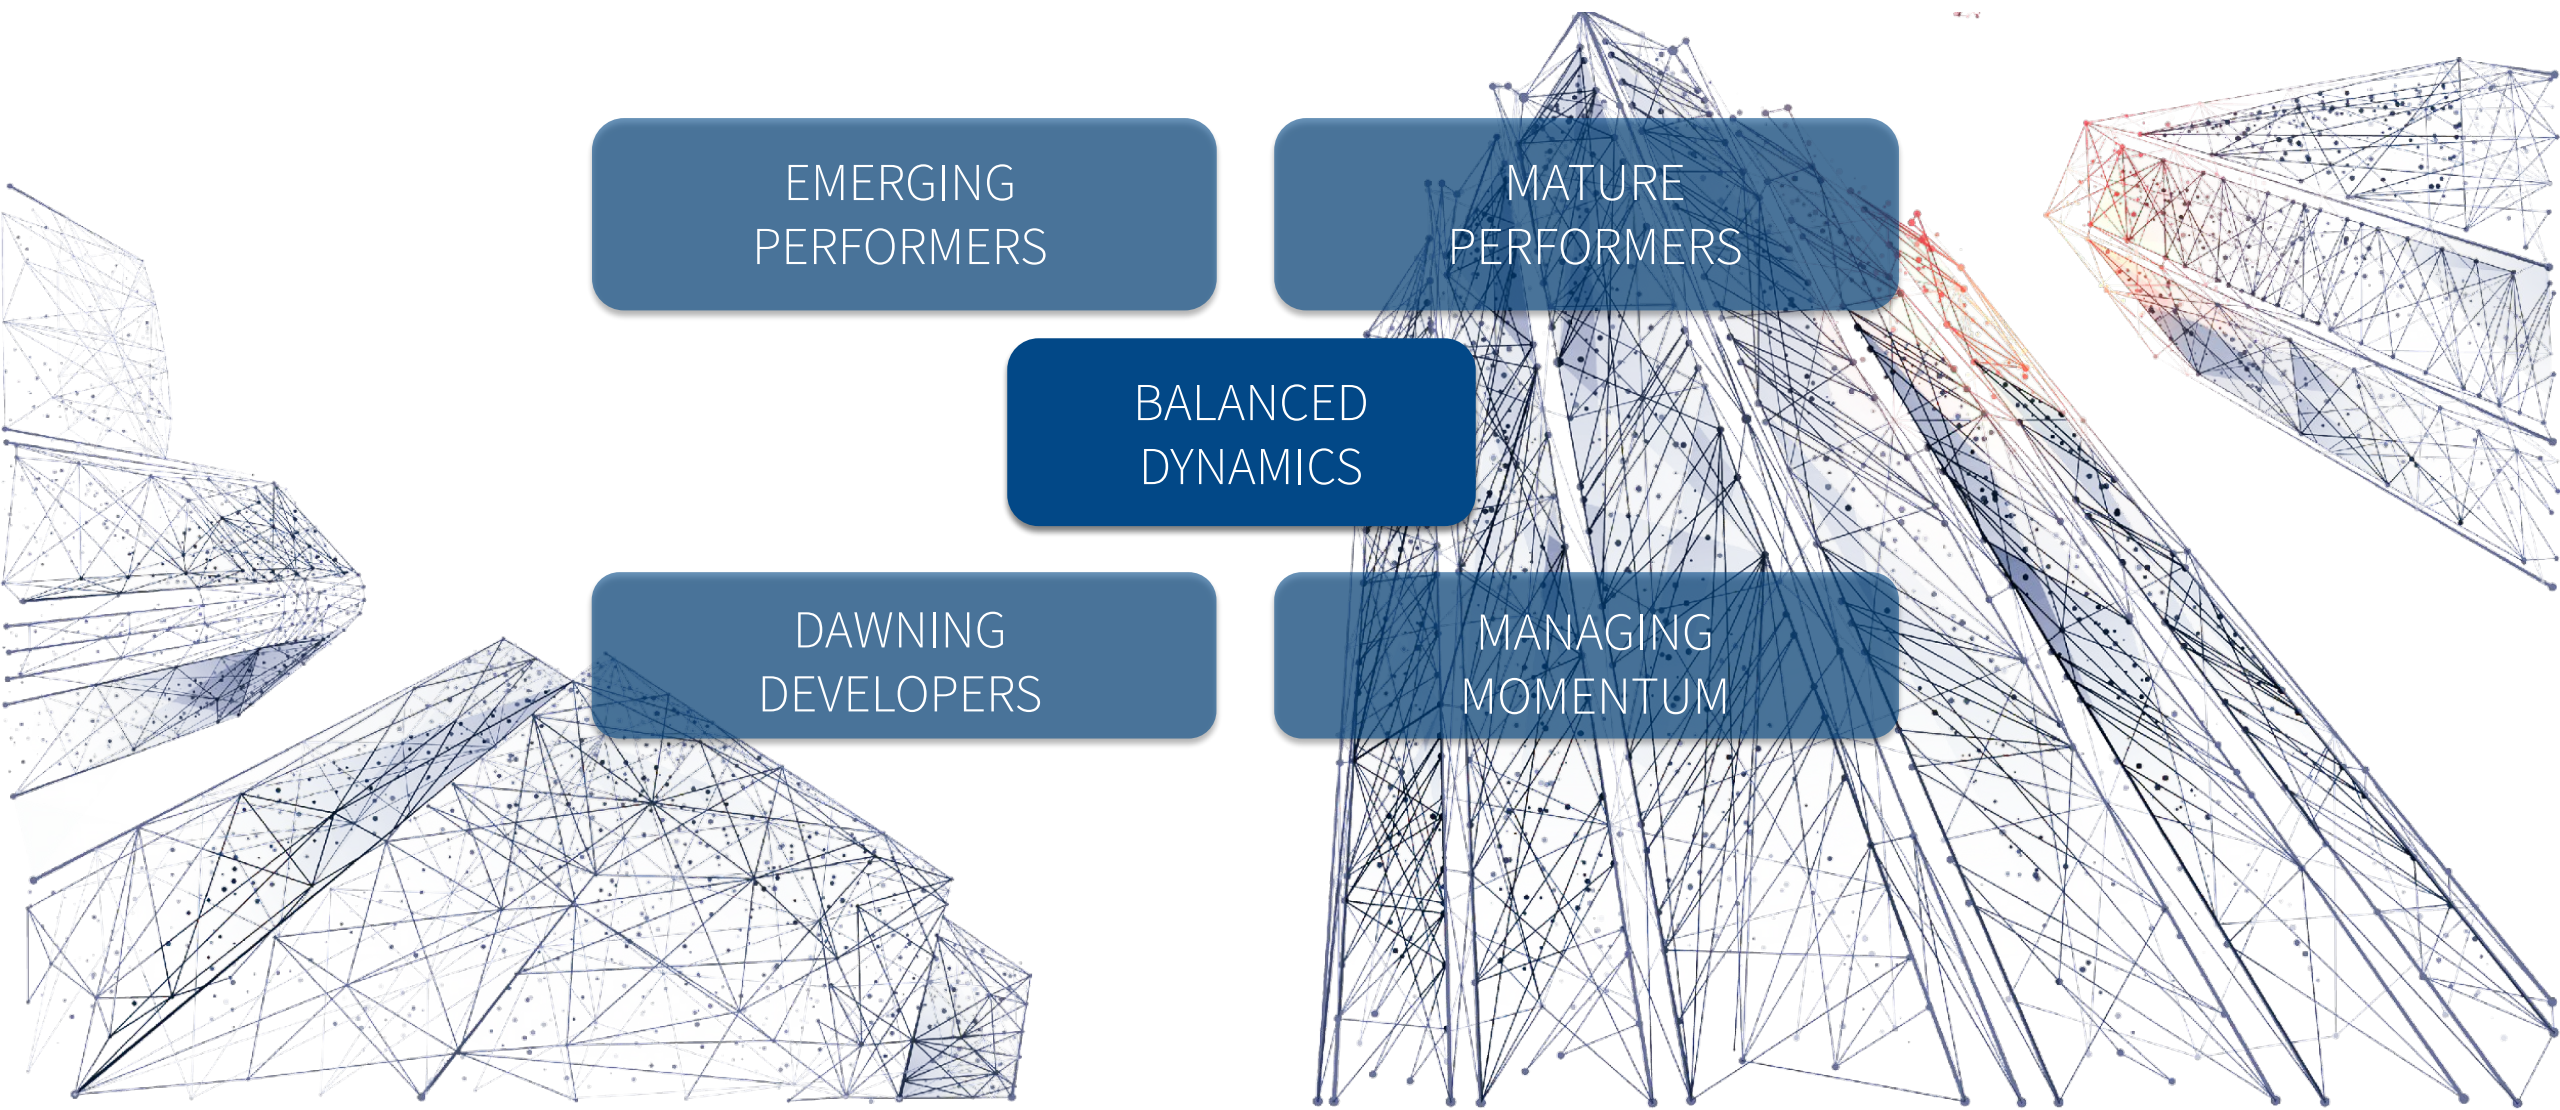 EMERGING
PERFORMERS
MATURE
PERFORMERS
BALANCED
DYNAMICS
DAWNING
DEVELOPERS
MANAGING
MOMENTUM